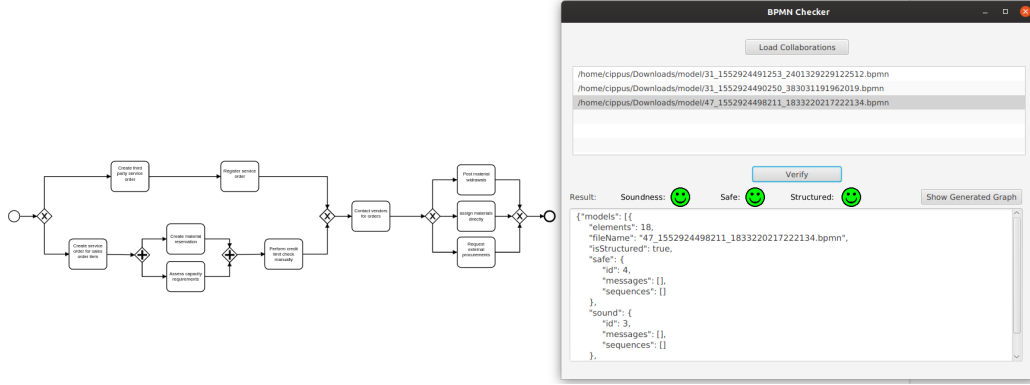 Create third
party service
order
Register service
order
Create service
order for sales
order item
Create material
reservation
Assess capacity
requirements
Perform credit
limit check
manually
Contact vendors
for orders
Post material
wakrawals
assign materials
directly
Request
external
procurements
BPMN Checker
Load Collaborations
/home/cippus/Downloads/model/31_1552924491253_2401329229122512.bpmn
/home/cippus/Downloads/model/31_1552924490250_383031191962019.bpmn
/home/cippus/Downloads/model/47_1552924498211_1833220217222134.bpmn
Verify
Result: Soundness: Safe: Structured: Show Generated Graph
{"models": [{
"elements": 18,
"fileName": "47_1552924498211_1833220217222134.bpmn",
"isStructured": true,
"safe": {
"id": 4,
"messages": [],
"sequences": []
},
"sound": {
"id": 3,
"messages": [],
"sequences": []
},